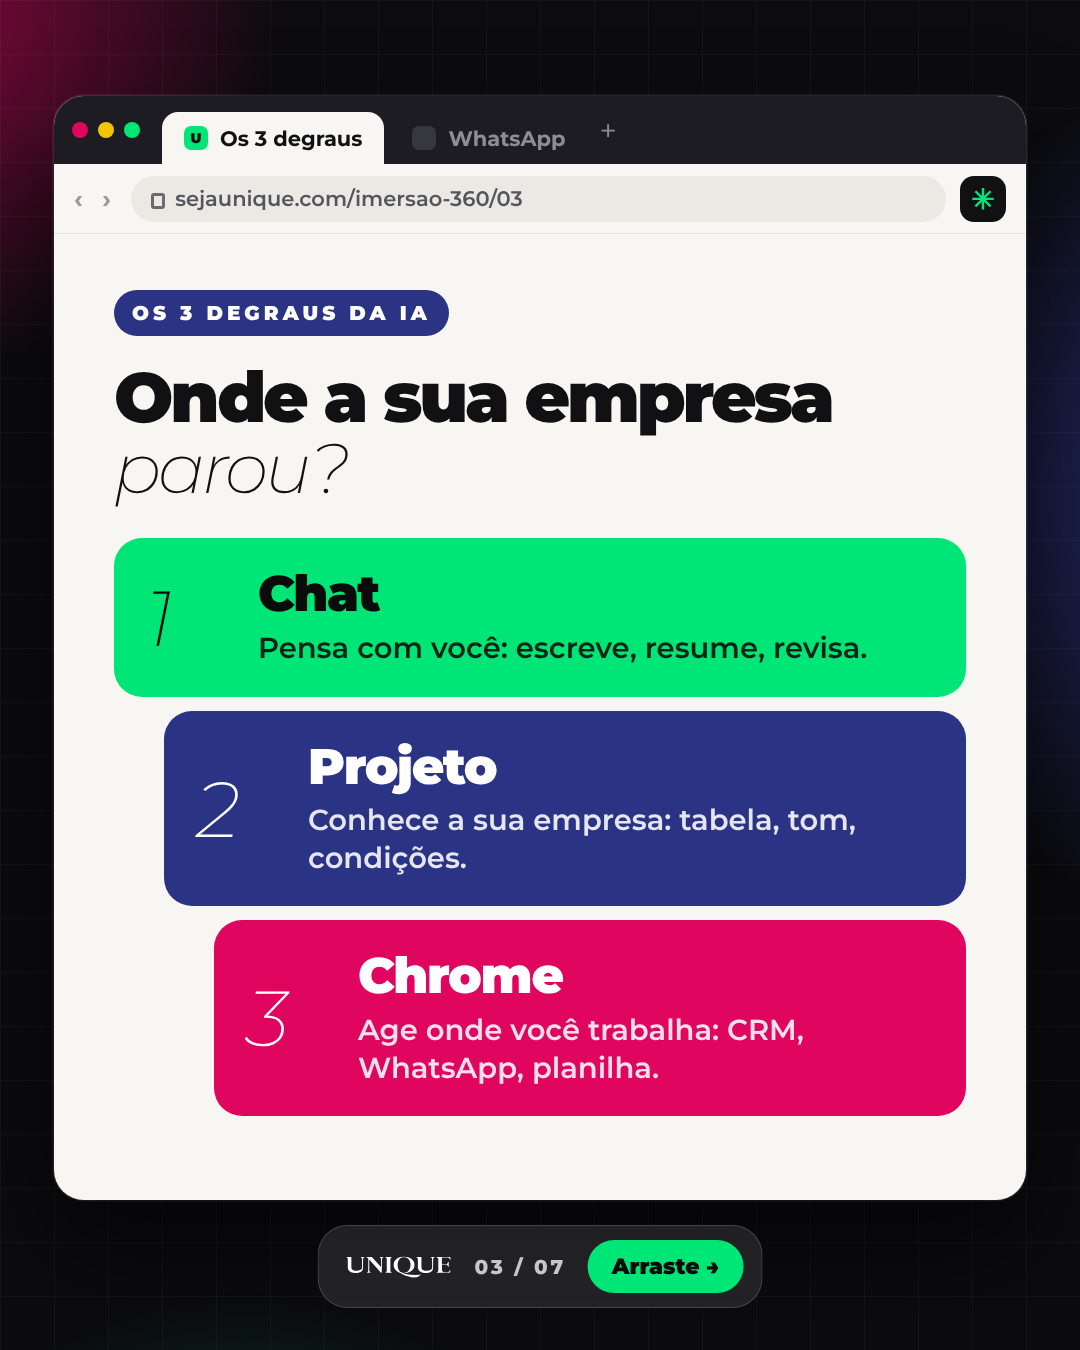 U Os 3 degraus WhatsApp +
‹ › sejaunique.com/imersao-360/03
OS 3 DEGRAUS DA IA
Onde a sua empresa
parou?
1
Chat
Pensa com você: escreve, resume, revisa.
2
Projeto
Conhece a sua empresa: tabela, tom,
condições.
3
Chrome
Age onde você trabalha: CRM,
WhatsApp, planilha.
UNIQUE 03 / 07 Arraste →